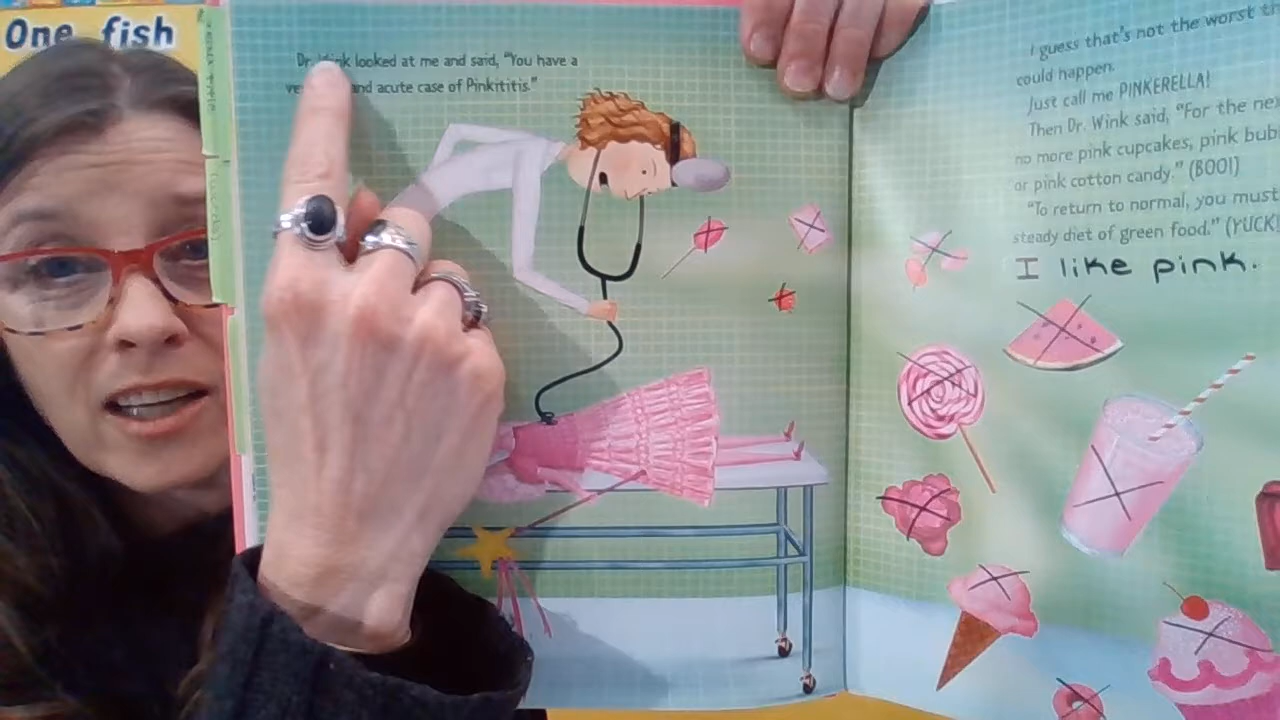 One fish
Dr. Wink looked at me and said, "You have a
and acute case of Pinkititis."
I guess that's not the worst
could happen.
Just call me PINKERELLA!
Then Dr. Wink said, "For the
no more pink cupcakes, pink
or pink cotton candy." (BOO!)
"To return to normal, you must
steady diet of green food." (YUCK!
I like pink.